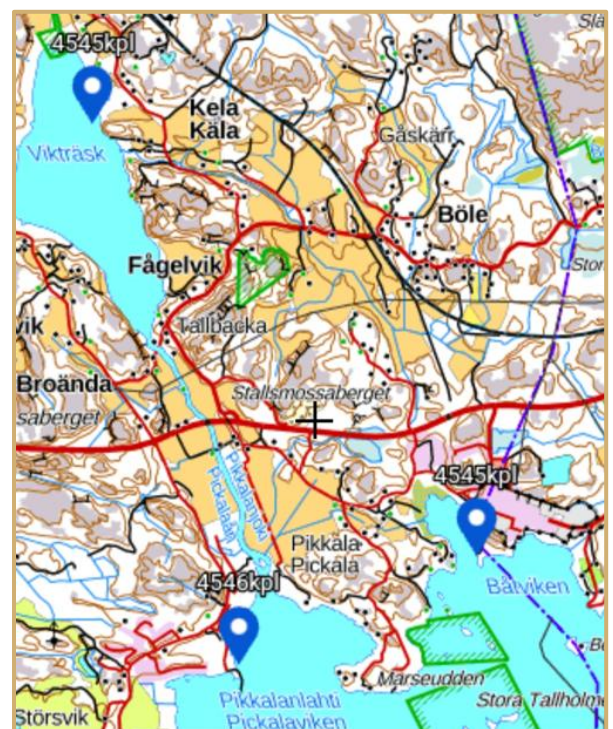 4545kpl
Kela
Käla
Gåskärr
Vikträsk
Böle
Fågelvik
Stor
Tallbacka
vik
Broända
Stallsmossaberget
saberget
4545kpl
Pikkalanjoki
Pickalaån
Pikkala
Pickala
Båtviken
4546kpl
Marseudden
Stora Tallholme
Pikkalanlahti
Pickalaviken
Störsvik